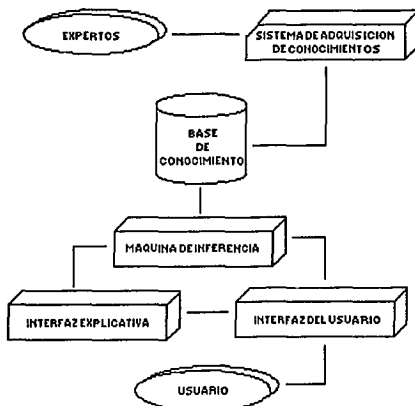 EXPERTOS
SISTEMA DE ADQUISICION
DE CONOCIMIENTOS
BASE
DE
CONOCIMIENTO
MAQUINA DE INFERENCIA
INTERFAZ EXPLICATIVA
INTERFAZ DEL USUARIO
USUARIO